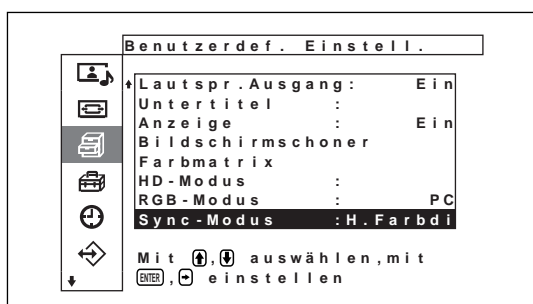 Benutzerdef. Einstell.
Lautspr.Ausgang: Ein
Untertitel :
Anzeige : Ein
Bildschirmschoner
Farbmatrix
HD-Modus :
RGB-Modus : PC
Sync-Modus :H.Farbdi
Mit ↑,↓ auswählen,mit
ENTER,→ einstellen